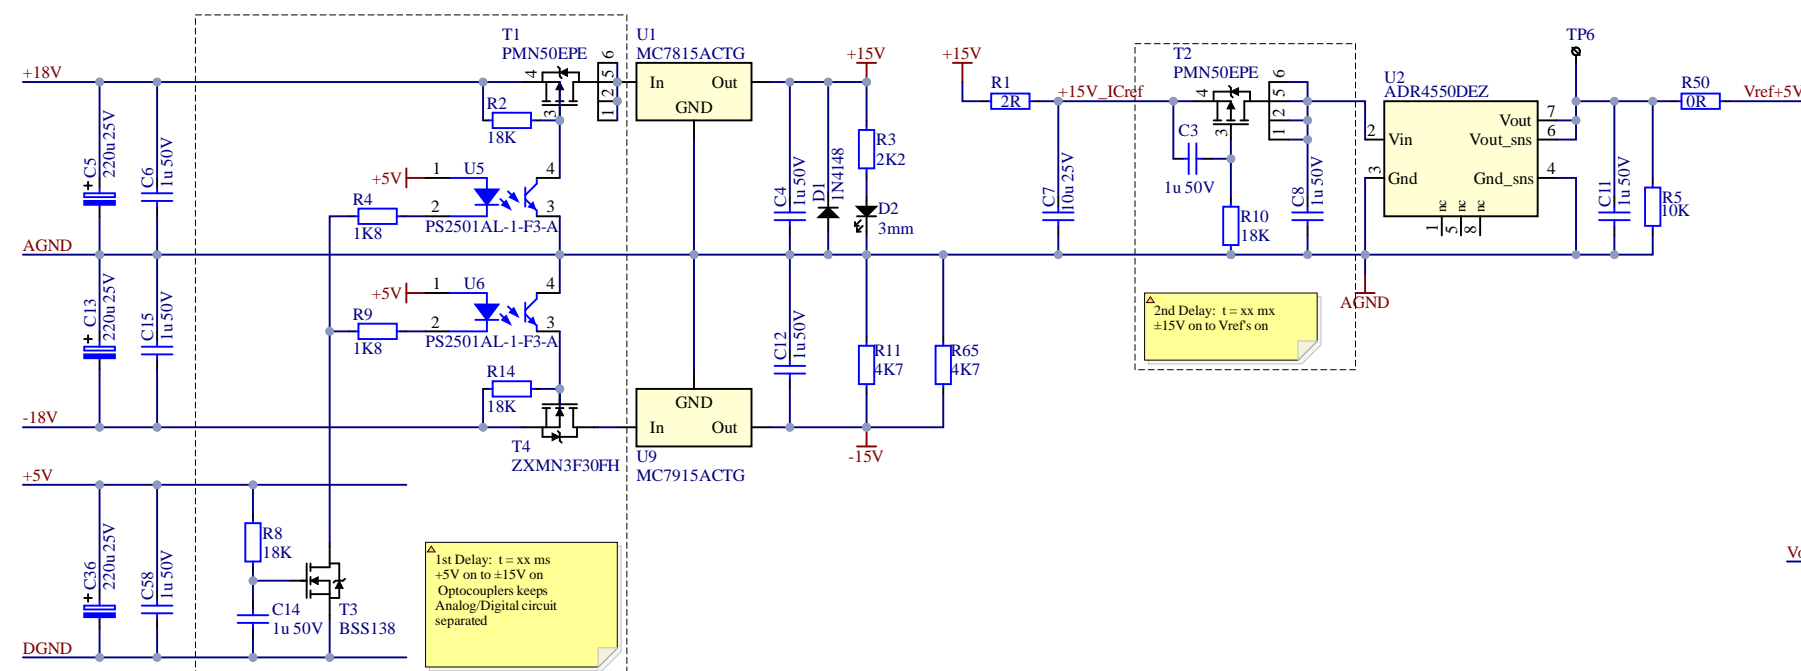 T1
PMN50EPE
U1
MC7815ACTG
+18V
4
6
5
2
1
3
In
Out
GND
+15V
R2
18K
C5
220u 25V
+
C6
1u 50V
+5V
1
U5
4
2
3
PS2501AL-1-F3-A
R4
1K8
C4
1u 50V
D1
1N4148
R3
2K2
D2
3mm
AGND
+15V
R1
2R
+15V_ICref
C7
10u 25V
T2
PMN50EPE
4
6
5
2
1
3
C3
1u 50V
R10
18K
C8
1u 50V
U2
ADR4550DEZ
2
Vin
3
Gnd
Vout
7
Vout_sns
6
Gnd_sns
4
nc
nc
nc
1
5
8
TP6
R50
0R
Vref+5V
C11
1u 50V
R5
10K
AGND
2nd Delay: t = xx mx
±15V on to Vref's on
C13
220u 25V
+
C15
1u 50V
+5V
1
U6
4
2
3
PS2501AL-1-F3-A
R9
1K8
R14
18K
-18V
T4
ZXMN3F30FH
GND
In
Out
U9
MC7915ACTG
C12
1u 50V
R11
4K7
R65
4K7
-15V
+5V
C36
220u 25V
+
C58
1u 50V
R8
18K
C14
1u 50V
T3
BSS138
DGND
1st Delay: t = xx ms
+5V on to ±15V on
Optocouplers keeps
Analog/Digital circuit
separated